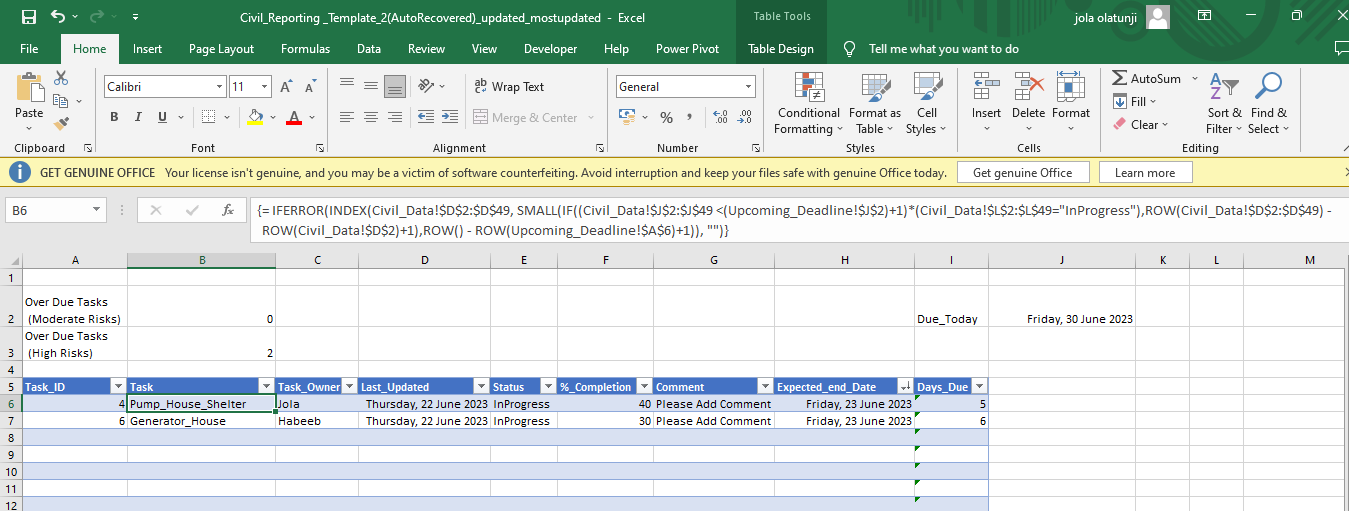 Civil_Reporting _Template_2(AutoRecovered)_updated_mostupdated - Excel
Table Tools
jola olatunji
File Home Insert Page Layout Formulas Data Review View Developer Help Power Pivot Table Design Tell me what you want to do
Paste
Clipboard
Calibri 11
B I U
Font
Wrap Text
Merge & Center
Alignment
General
Number
Conditional Formatting
Format as Table
Cell Styles
Styles
Insert Delete Format
Cells
AutoSum
Fill
Clear
Sort & Filter
Find & Select
Editing
GET GENUINE OFFICE Your license isn't genuine, and you may be a victim of software counterfeiting. Avoid interruption and keep your files safe with genuine Office today. Get genuine Office Learn more
B6 fx {= IFERROR(INDEX(Civil_Data!$D$2:$D$49, SMALL(IF((Civil_Data!$J$2:$J$49 <(Upcoming_Deadline!$J$2)+1)*(Civil_Data!$L$2:$L$49="InProgress"),ROW(Civil_Data!$D$2:$D$49) -
ROW(Civil_Data!$D$2)+1),ROW() - ROW(Upcoming_Deadline!$A$6)+1)), "")}
A B C D E F G H I J K L M
1
Over Due Tasks
2 (Moderate Risks) 0 Due_Today Friday, 30 June 2023
Over Due Tasks
3 (High Risks) 2
4
5 Task_ID Task Task_Owner Last_Updated Status %_Completion Comment Expected_end_Date Days_Due
6 4 Pump_House_Shelter Jola Thursday, 22 June 2023 InProgress 40 Please Add Comment Friday, 23 June 2023 5
7 6 Generator_House Habeeb Thursday, 22 June 2023 InProgress 30 Please Add Comment Friday, 23 June 2023 6
8
9
10
11
12